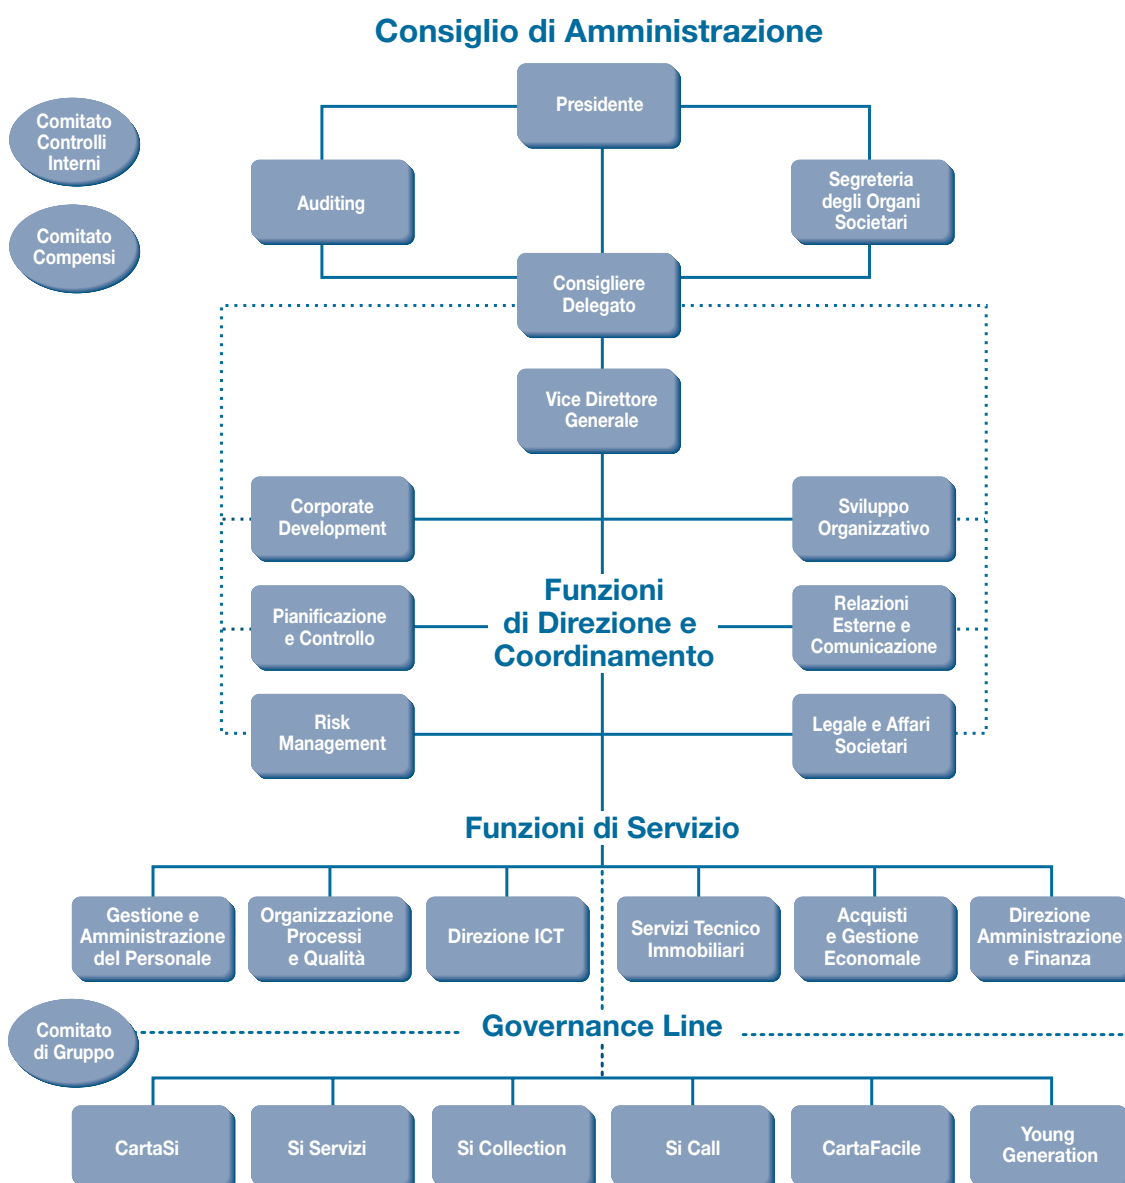 Consiglio di Amministrazione
Presidente
Comitato
Controlli
Interni
Auditing
Segreteria
degli Organi
Societari
Comitato
Compensi
Consigliere
Delegato
Vice Direttore
Generale
Corporate
Development
Sviluppo
Organizzativo
Funzioni
di Direzione e
Coordinamento
Pianificazione
e Controllo
Relazioni
Esterne e
Comunicazione
Risk
Management
Legale e Affari
Societari
Funzioni di Servizio
Gestione e
Amministrazione
del Personale
Organizzazione
Processi
e Qualità
Direzione ICT
Servizi Tecnico
Immobiliari
Acquisti
e Gestione
Economale
Direzione
Amministrazione
e Finanza
Comitato
di Gruppo
Governance Line
CartaSi
Si Servizi
Si Collection
Si Call
CartaFacile
Young
Generation